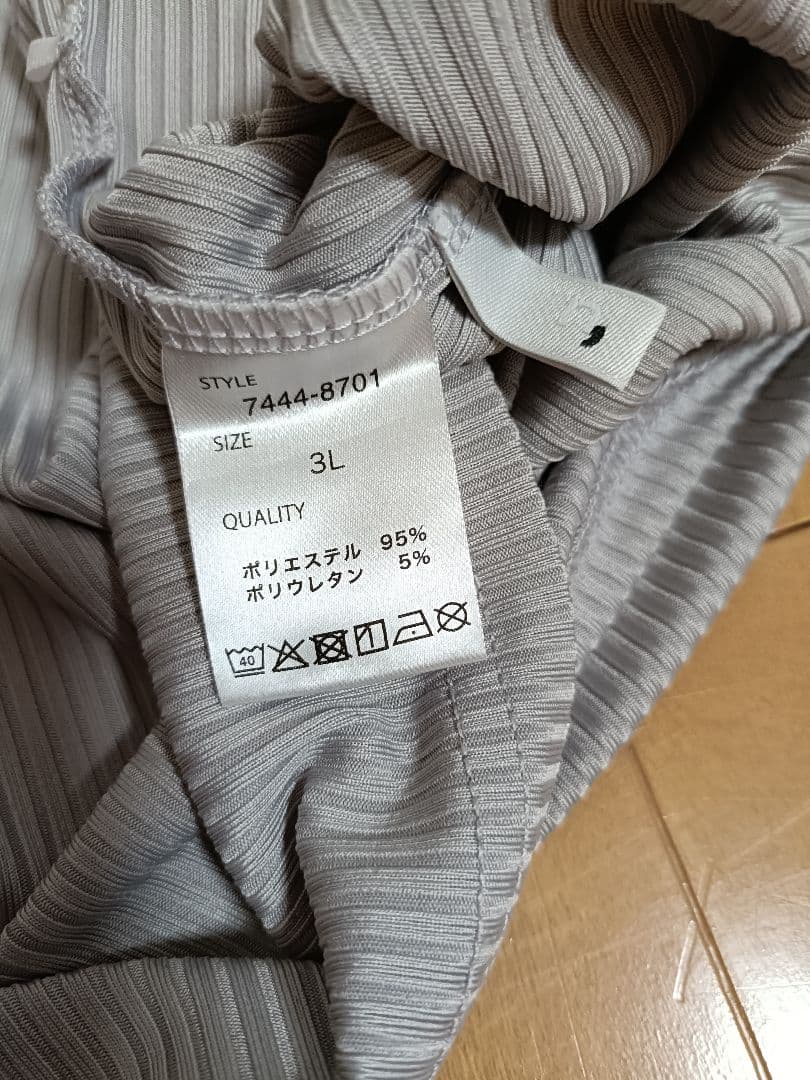 STYLE
7444-8701
SIZE
3L
QUALITY
ポリエステル 95%
ポリウレタン 5%
40